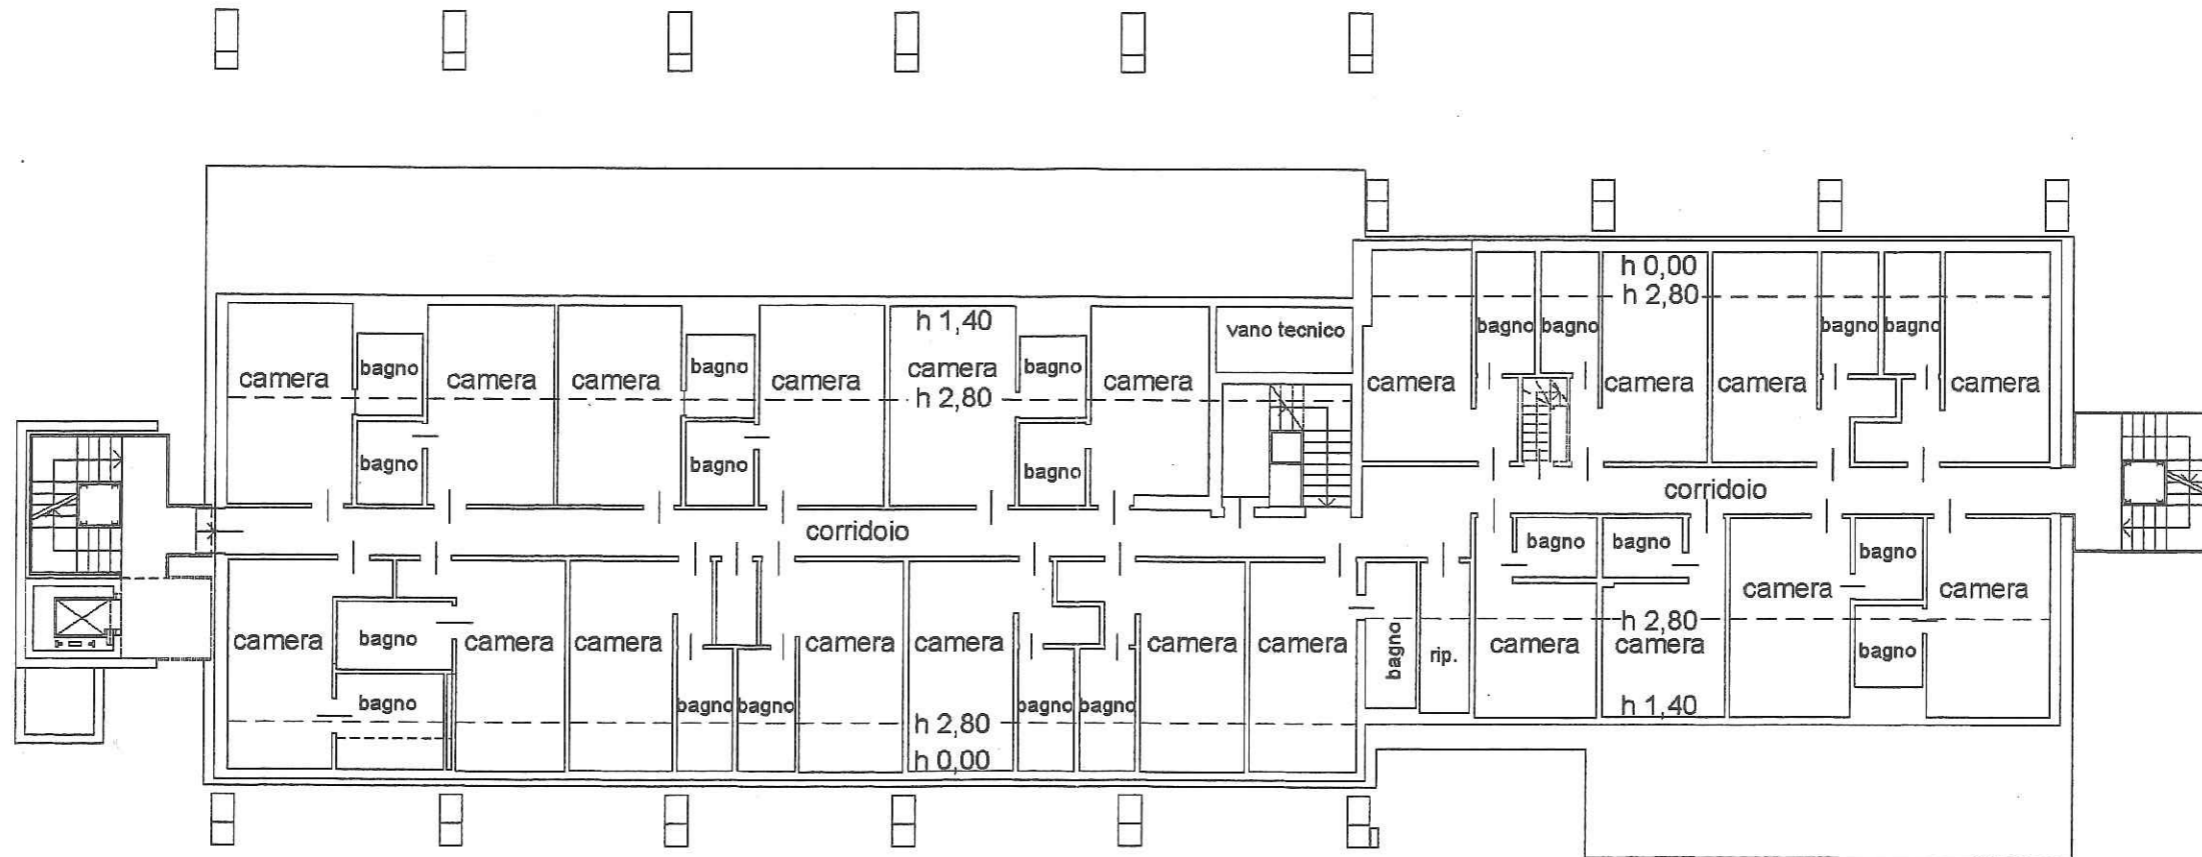 h 0,00
h 2,80
h 1,40
vano tecnico
bagno bagno bagno bagno
bagno bagno bagno
camera camera camera camera camera camera
camera camera camera camera
h 2,80
bagno bagno bagno
corridoio
corridoio
bagno bagno bagno
camera camera
h 2,80
camera camera camera camera camera camera camera
bagno
bagno
rip.
camera camera
bagno
bagno bagno bagno bagno bagno
h 1,40
h 2,80
h 0,00